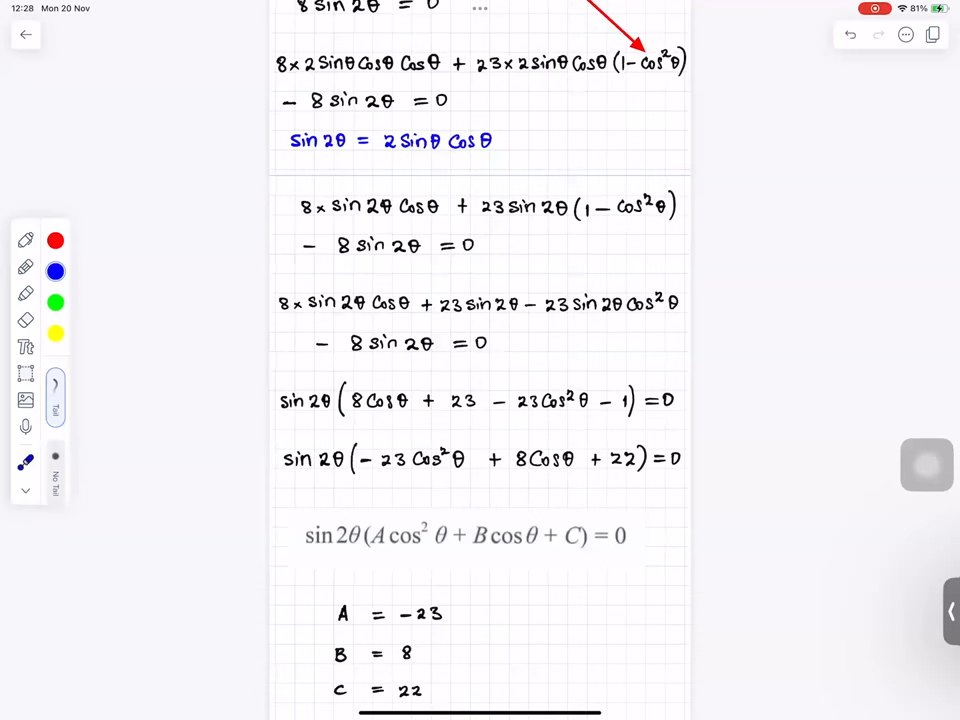 12:28 Mon 20 Nov
81%
8 sin 2θ = 0
8 × 2 sinθ cosθ cosθ + 23 × 2 sinθ cosθ (1 - cos²θ)
- 8 sin 2θ = 0
sin 2θ = 2 sinθ cosθ
8 × sin 2θ cosθ + 23 sin 2θ (1 - cos²θ)
- 8 sin 2θ = 0
8 × sin 2θ cosθ + 23 sin 2θ - 23 sin 2θ cos²θ
- 8 sin 2θ = 0
sin 2θ (8 cosθ + 23 - 23 cos²θ - 1) = 0
sin 2θ (- 23 cos²θ + 8 cosθ + 22) = 0
sin 2θ (A cos² θ + B cos θ + C) = 0
A = -23
B = 8
C = 22
Tt
Tail
No Tail